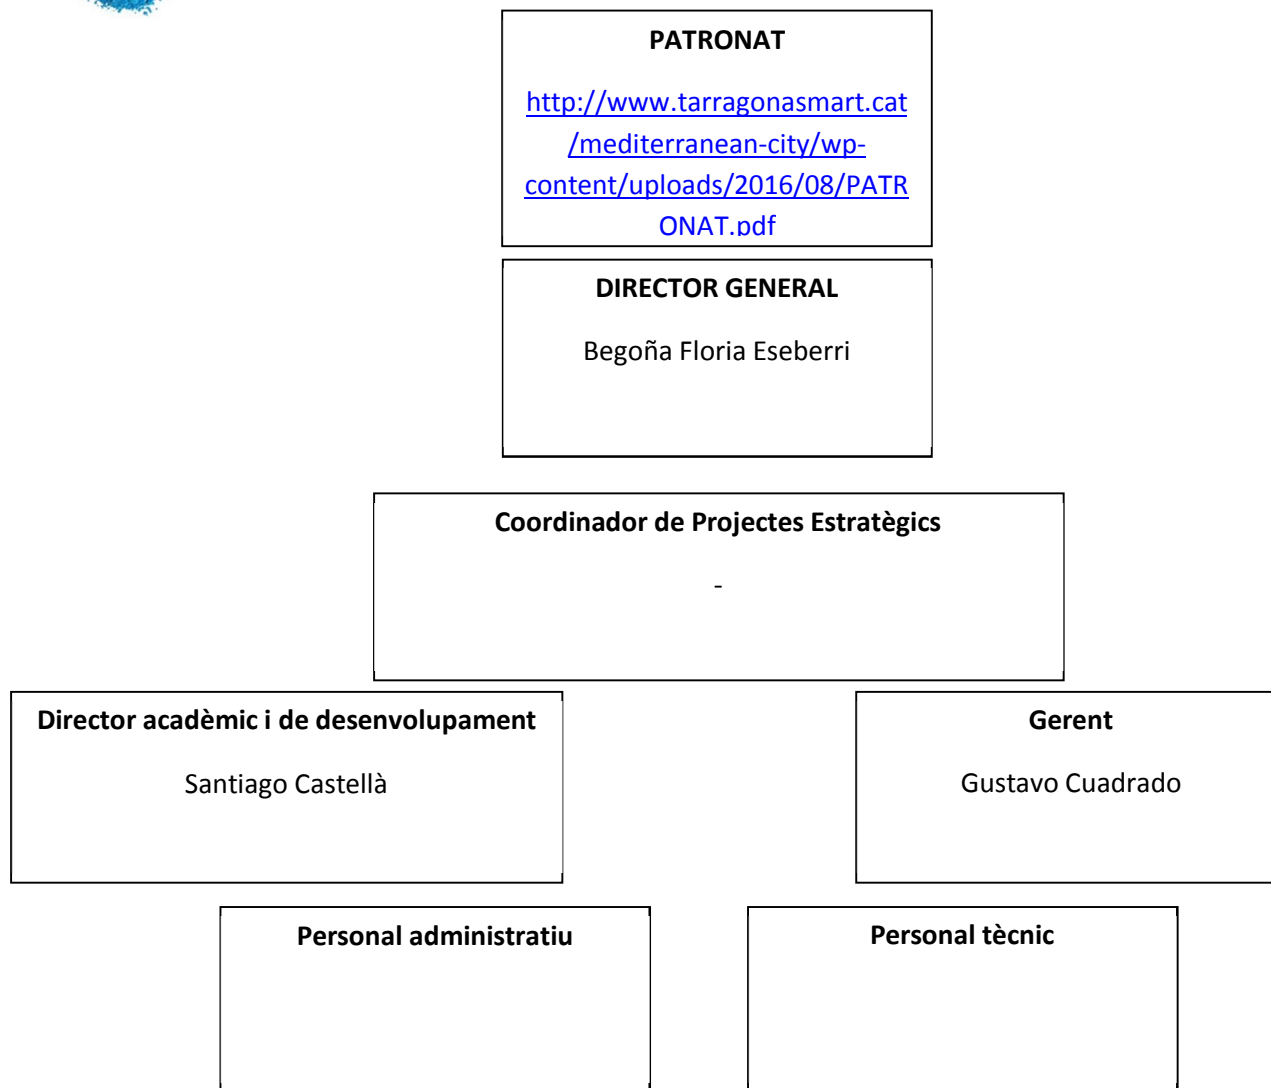 PATRONAT
http://www.tarragonasmart.cat
/mediterranean-city/wp-
content/uploads/2016/08/PATR
ONAT.pdf
DIRECTOR GENERAL
Begoña Floria Eseberri
Coordinador de Projectes Estratègics
-
Director acadèmic i de desenvolupament
Santiago Castellà
Gerent
Gustavo Cuadrado
Personal administratiu
Personal tècnic